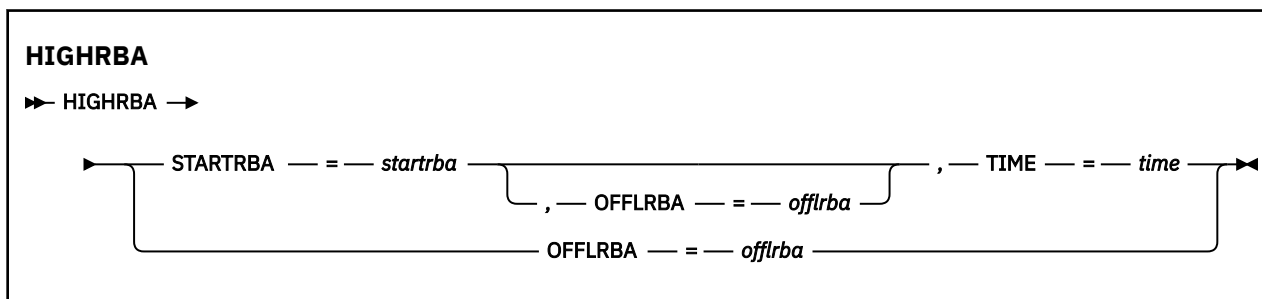 HIGHRBA
HIGHRBA
STARTRBA = startrba , TIME = time
, OFFLRBA = offlrba
OFFLRBA = offlrba